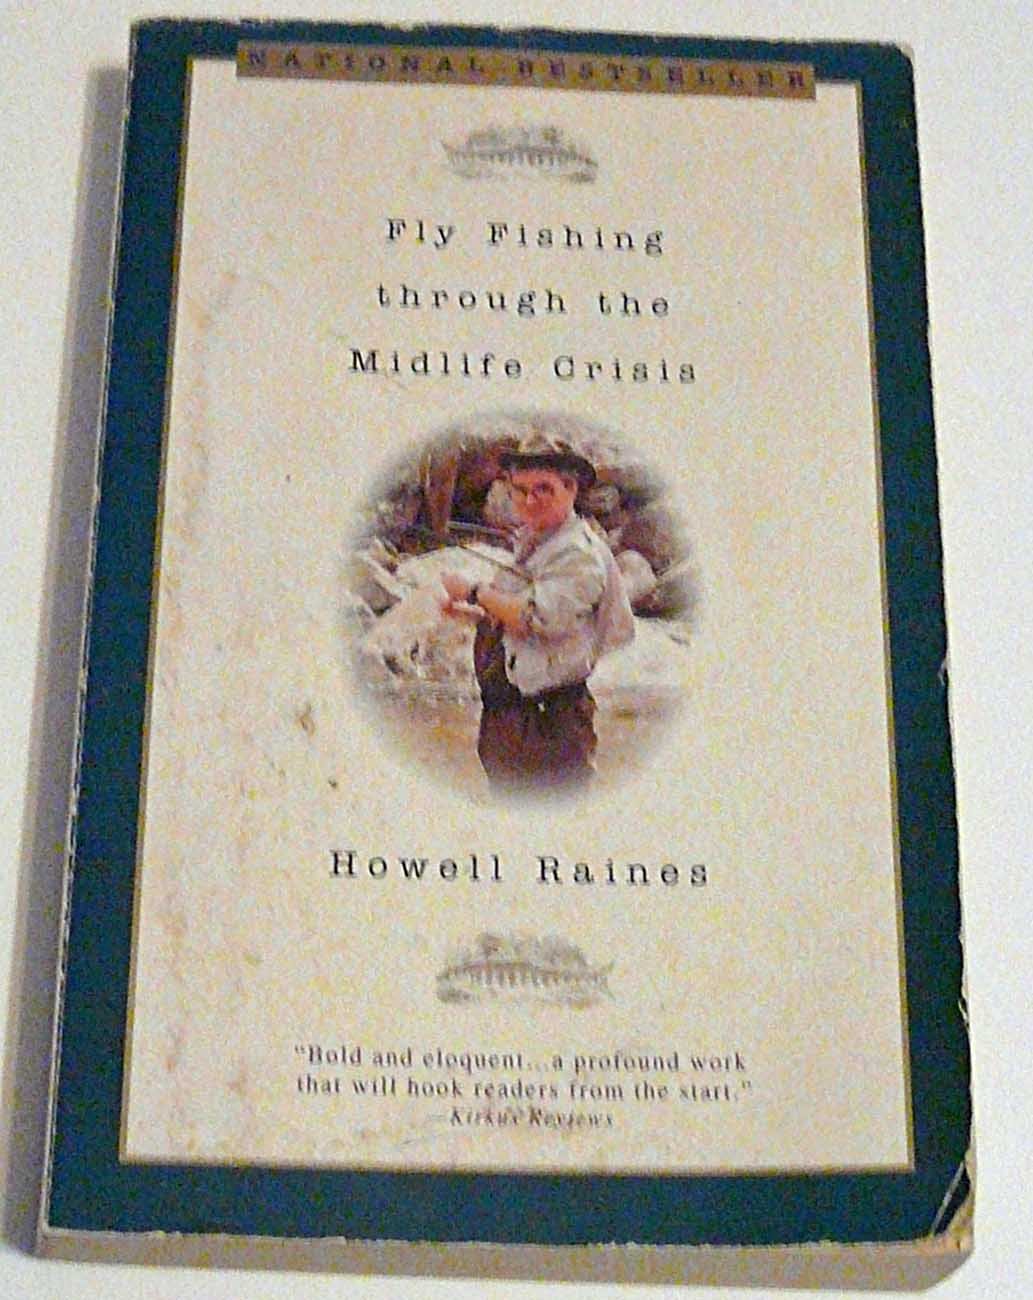 NATIONAL BESTSELLER
Fly Fishing
through the
Midlife Crisis
Howell Raines
"Bold and eloquent...a profound work
that will hook readers from the start."
—Kirkus Reviews